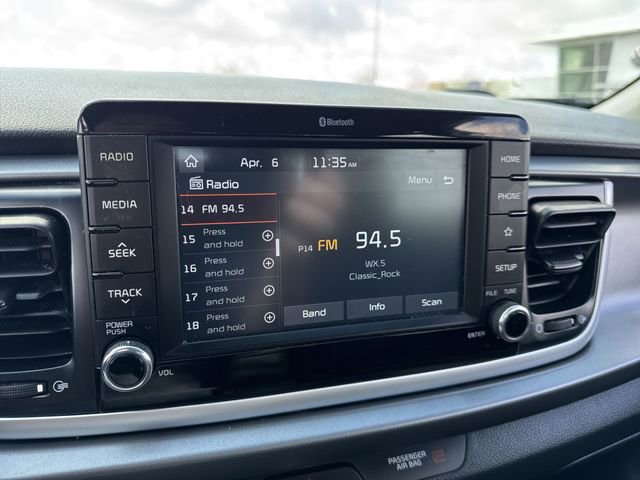 Bluetooth
RADIO
MEDIA
SEEK
TRACK
POWER
PUSH
VOL
Apr. 6 11:35 AM
Radio
Menu
14 FM 94.5
15 Press
and hold
16 Press
and hold
17 Press
and hold
18 Press
and hold
P14 FM 94.5
WX.5
Classic_Rock
Band Info Scan
HOME
PHONE
SETUP
FILE TUNE
ENTER
PASSENGER
AIR BAG
OFF